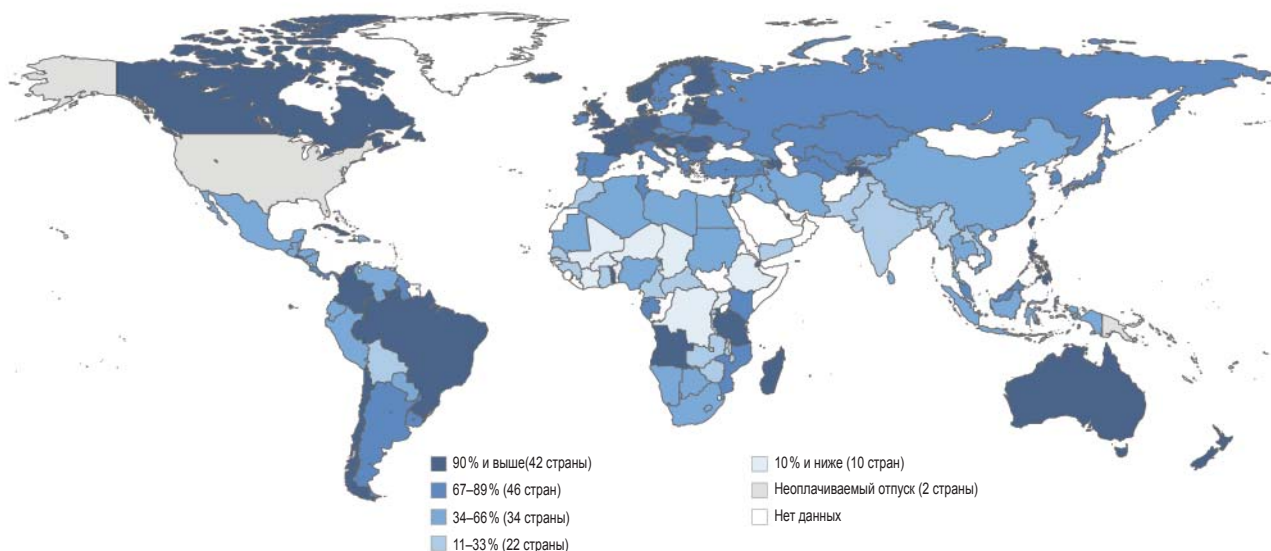 90% и выше(42 страны)
67–89% (46 стран)
34–66% (34 страны)
11–33% (22 страны)
10% и ниже (10 стран)
Неоплачиваемый отпуск (2 страны)
Нет данных